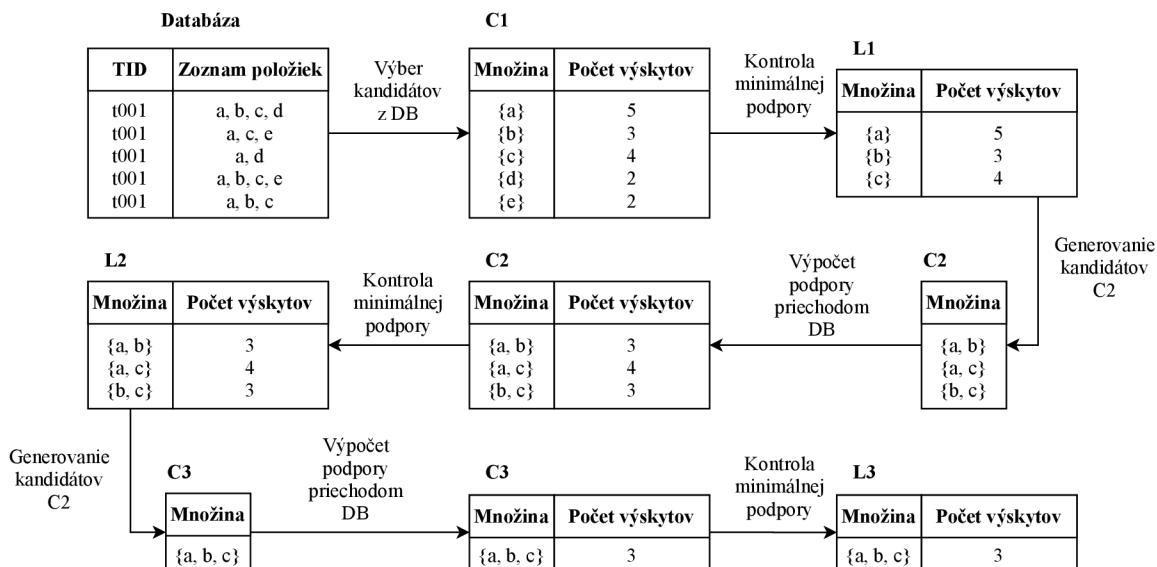 Databáza
TID Zoznam položiek
t001 a, b, c, d
t001 a, c, e
t001 a, d
t001 a, b, c, e
t001 a, b, c
Výber
kandidátov
z DB
C1
Množina Počet výskytov
{a} 5
{b} 3
{c} 4
{d} 2
{e} 2
Kontrola
minimálnej
podpory
L1
Množina Počet výskytov
{a} 5
{b} 3
{c} 4
Generovanie
kandidátov
C2
C2
Množina
{a, b}
{a, c}
{b, c}
Výpočet
podpory
priechodom
DB
C2
Množina Počet výskytov
{a, b} 3
{a, c} 4
{b, c} 3
Kontrola
minimálnej
podpory
L2
Množina Počet výskytov
{a, b} 3
{a, c} 4
{b, c} 3
Generovanie
kandidátov
C2
C3
Množina
{a, b, c}
Výpočet
podpory
priechodom
DB
C3
Množina Počet výskytov
{a, b, c} 3
Kontrola
minimálnej
podpory
L3
Množina Počet výskytov
{a, b, c} 3